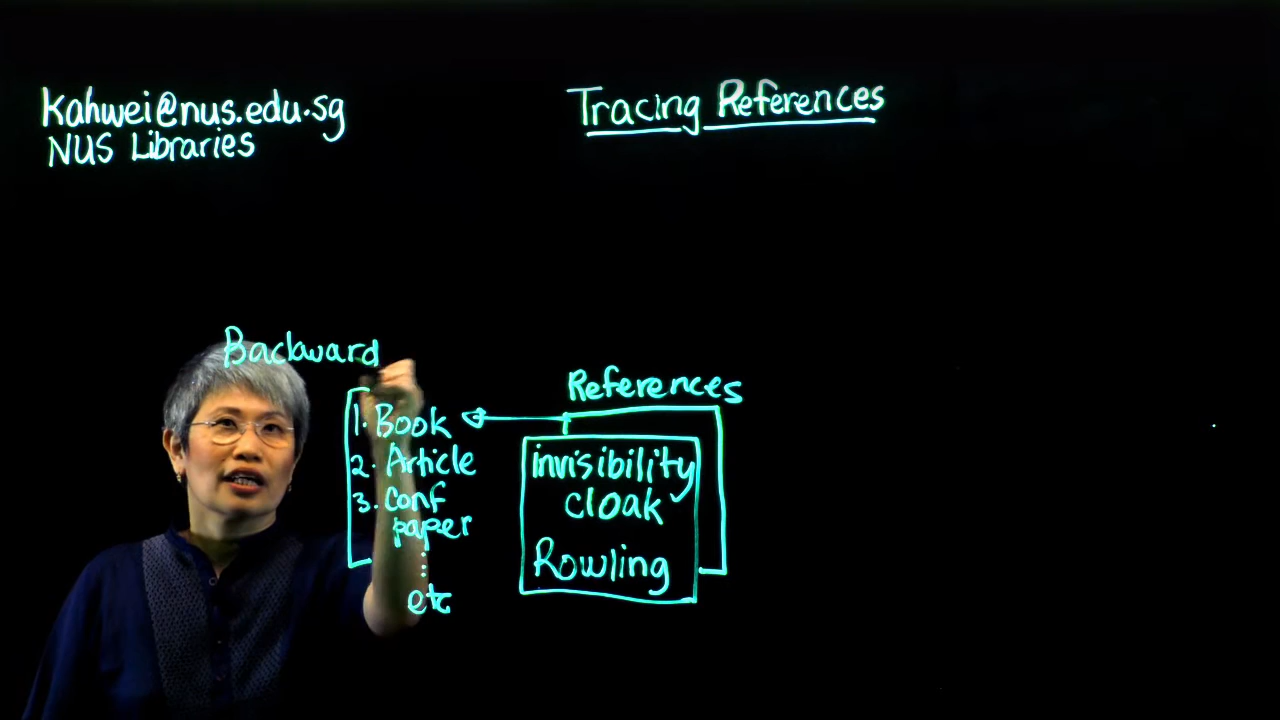 Kahwei@nus.edu.sg
NUS Libraries
Tracing References
Backward
1. Book
2. Article
3. Conf
paper
etc
References
invisibility
cloak
Rowling